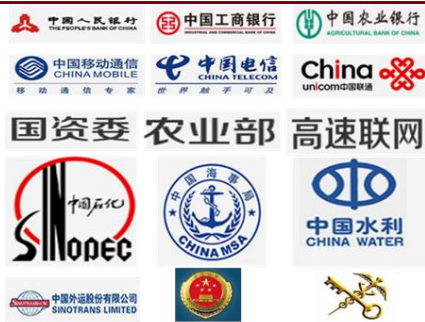 中国人民银行
THE PEOPLE'S BANK OF CHINA
中国工商银行
INDUSTRIAL AND COMMERCIAL BANK OF CHINA
中国农业银行
AGRICULTURAL BANK OF CHINA
中国移动通信
CHINA MOBILE
移动通信专家
中国电信
CHINA TELECOM
世界触手可及
China
unicom中国联通
国资委
农业部
高速联网
中国石化
SINOPEC
中国海事局
CHINA MSA
中国水利
CHINA WATER
SINOTRANS
中国外运股份有限公司
SINOTRANS LIMITED